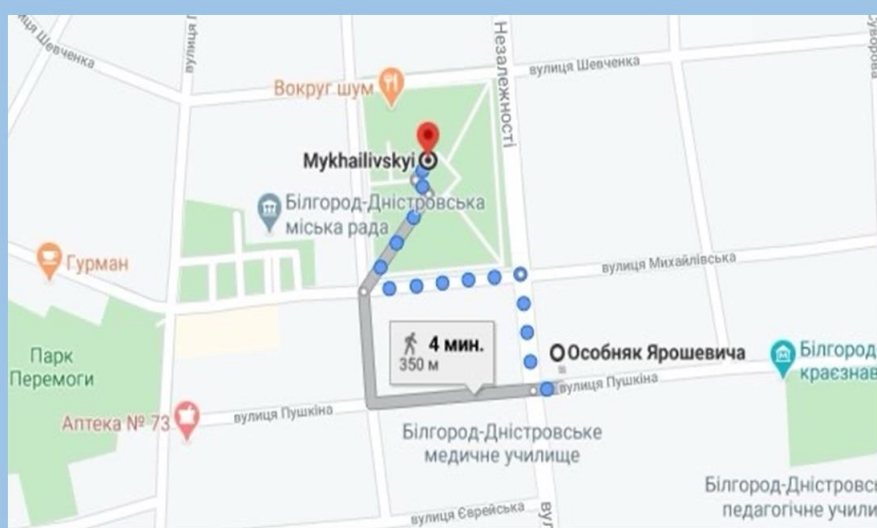 вулиця Шевченка
Незалежності
вулиця Шевченка
Вокруг шум
Mykhailivskyi
Білгород-Дністровська
міська рада
Гурман
вулиця Михайлівська
4 мин.
350 м
Особняк Ярошевича
Білгород
краєзнав
Парк
Перемоги
вулиця Пушкіна
Аптека № 73
вулиця Пушкіна
Білгород-Дністровське
медичне училище
Білгород-Дністровсь
педагогічне учили
вулиця Єврейська
вул